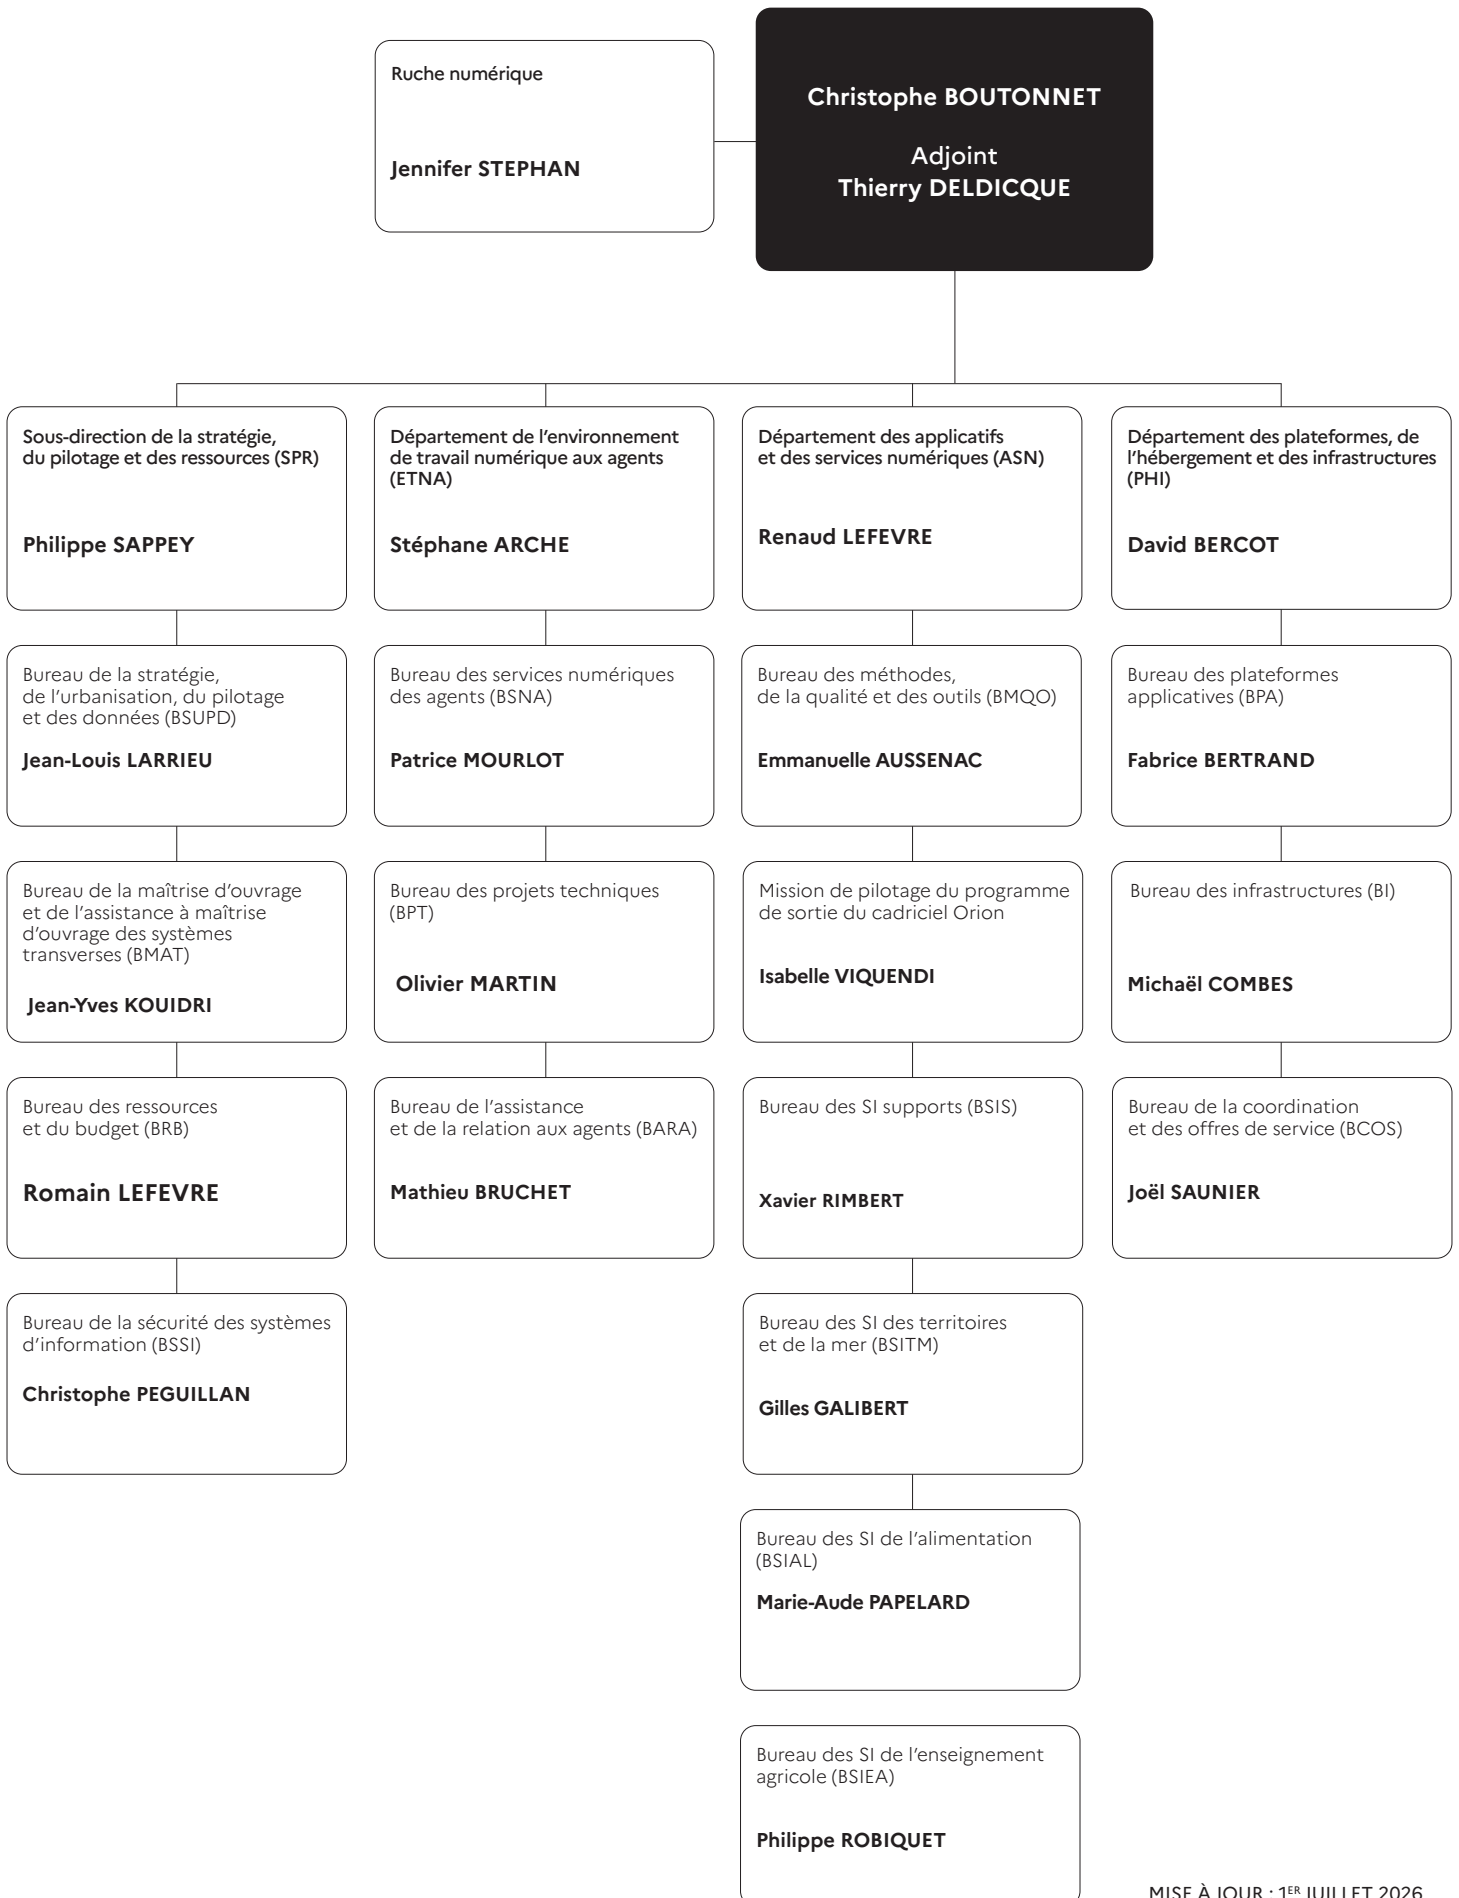 Ruche numérique
Jennifer STEPHAN
Christophe BOUTONNET
Adjoint
Thierry DELDICQUE
Sous-direction de la stratégie,
du pilotage et des ressources (SPR)
Philippe SAPPEY
Bureau de la stratégie,
de l'urbanisation, du pilotage
et des données (BSUPD)
Jean-Louis LARRIEU
Bureau de la maîtrise d'ouvrage
et de l'assistance à maîtrise
d'ouvrage des systèmes
transverses (BMAT)
Jean-Yves KOUIDRI
Bureau des ressources
et du budget (BRB)
Romain LEFEVRE
Bureau de la sécurité des systèmes
d'information (BSSI)
Christophe PEGUILLAN
Département de l'environnement
de travail numérique aux agents
(ETNA)
Stéphane ARCHE
Bureau des services numériques
des agents (BSNA)
Patrice MOURLOT
Bureau des projets techniques
(BPT)
Olivier MARTIN
Bureau de l'assistance
et de la relation aux agents (BARA)
Mathieu BRUCHET
Département des applicatifs
et des services numériques (ASN)
Renaud LEFEVRE
Bureau des méthodes,
de la qualité et des outils (BMQO)
Emmanuelle AUSSENAC
Mission de pilotage du programme
de sortie du cadriciel Orion
Isabelle VIQUENDI
Bureau des SI supports (BSIS)
Xavier RIMBERT
Bureau des SI des territoires
et de la mer (BSITM)
Gilles GALIBERT
Bureau des SI de l'alimentation
(BSIAL)
Marie-Aude PAPELARD
Bureau des SI de l'enseignement
agricole (BSIEA)
Philippe ROBIQUET
Département des plateformes, de
l'hébergement et des infrastructures
(PHI)
David BERCOT
Bureau des plateformes
applicatives (BPA)
Fabrice BERTRAND
Bureau des infrastructures (BI)
Michaël COMBES
Bureau de la coordination
et des offres de service (BCOS)
Joël SAUNIER
MISE À JOUR : 1ER JUILLET 2026